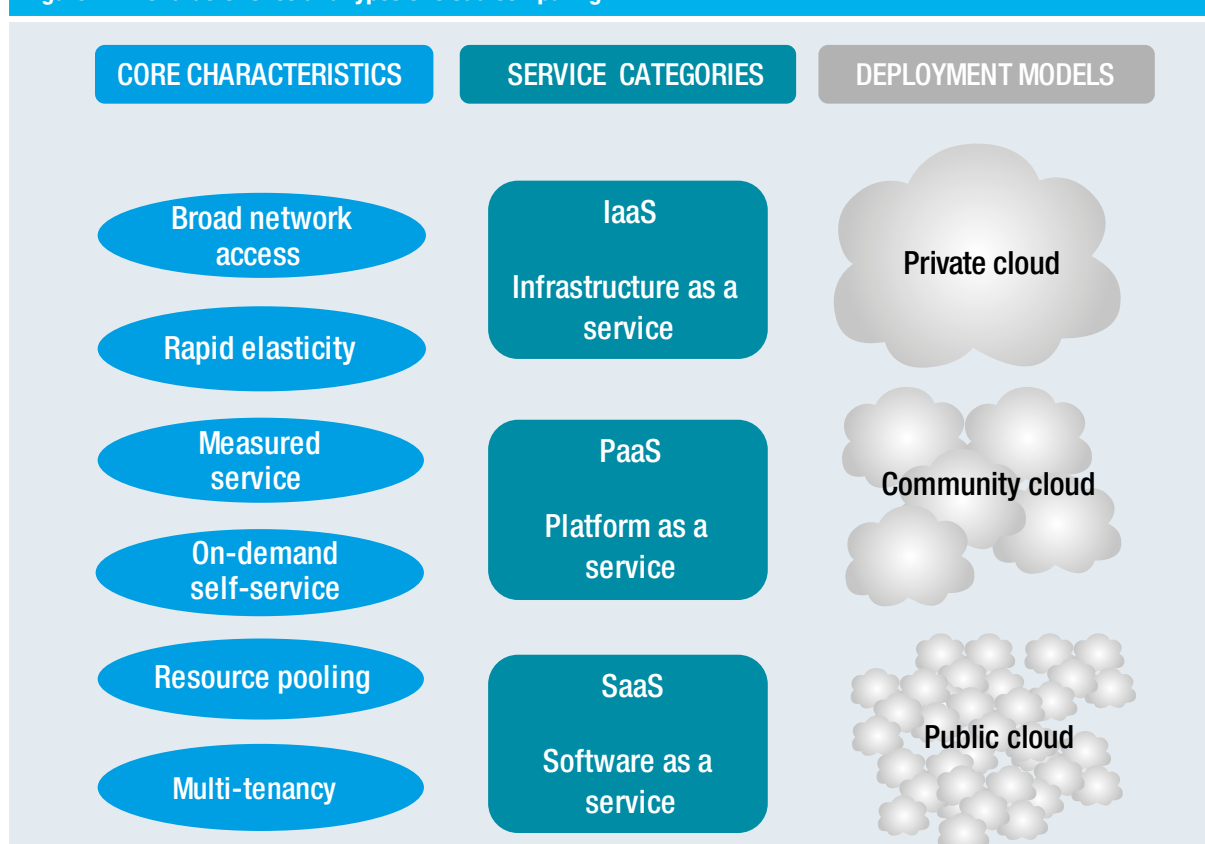 CORE CHARACTERISTICS
SERVICE CATEGORIES
DEPLOYMENT MODELS
Broad network
access
Rapid elasticity
Measured
service
On-demand
self-service
Resource pooling
Multi-tenancy
IaaS
Infrastructure as a
service
PaaS
Platform as a
service
SaaS
Software as a
service
Private cloud
Community cloud
Public cloud